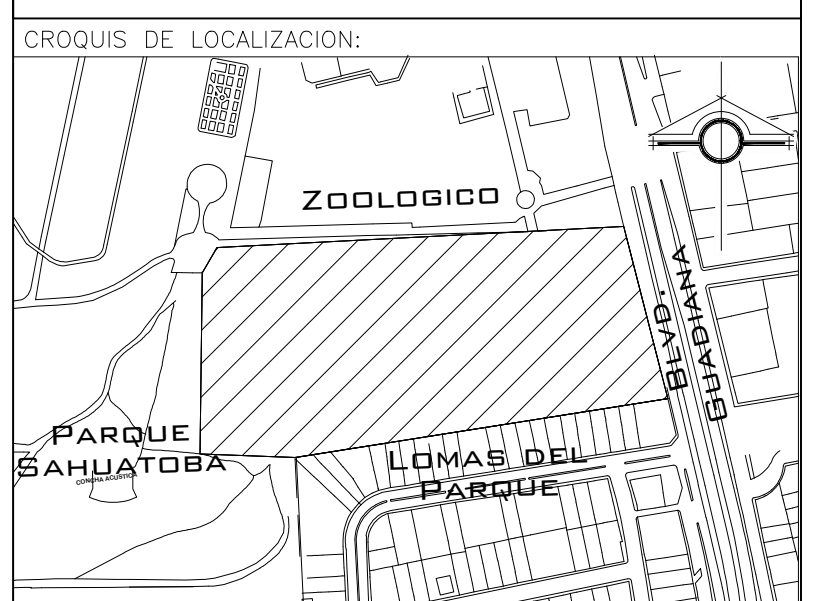 CROQUIS DE LOCALIZACION:
ZOOLOGICO
BLVD.
GUADIANA
PARQUE
SAHUATOBA
CONCHA ACUSTICA
LOMAS DEL
PARQUE